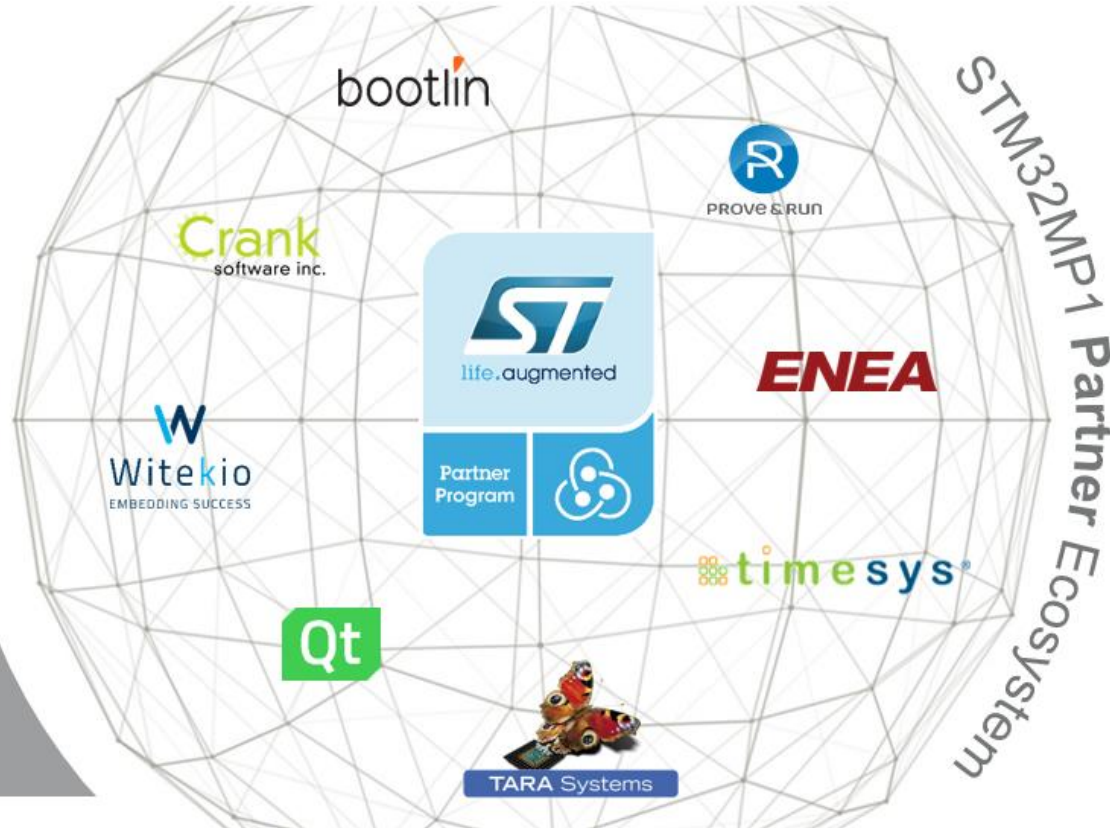 bootlin
PROVE & RUN
Crank
software inc.
ST
life.augmented
ENEA
Witekio
EMBEDDING SUCCESS
Partner
Program
timesys®
Qt
TARA Systems
STM32MP1 Partner Ecosystem